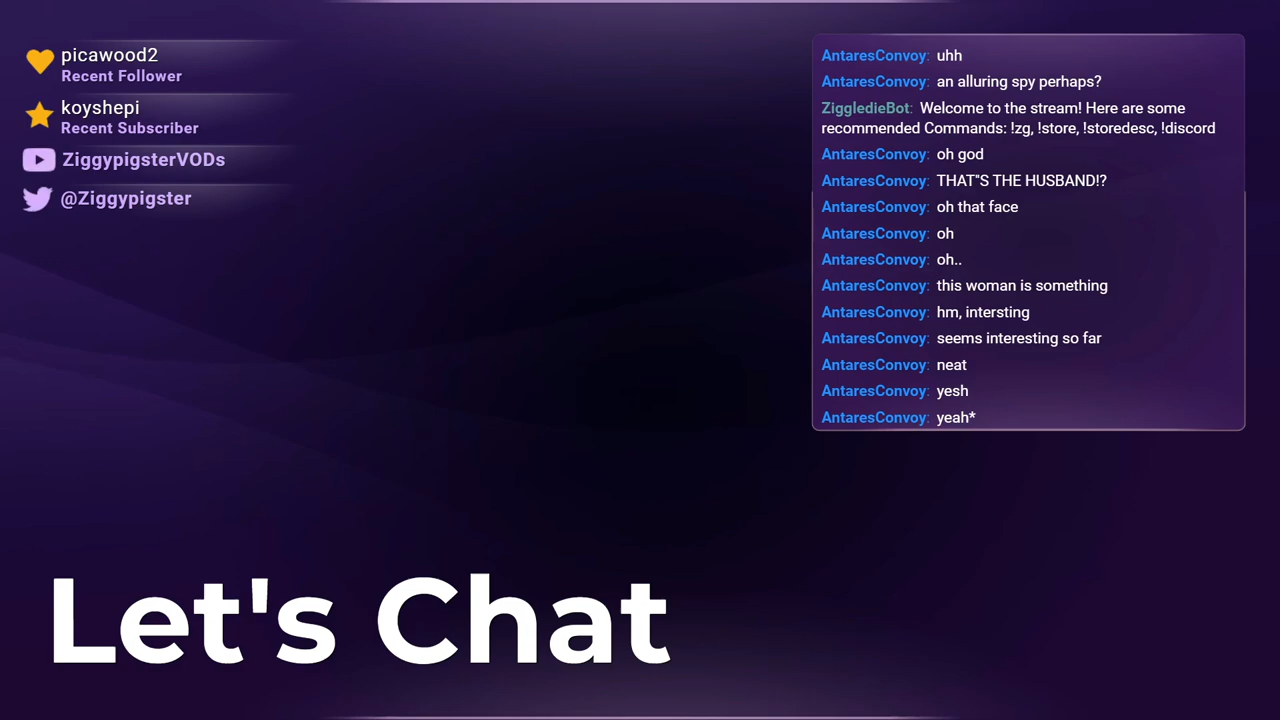 picawood2
Recent Follower
koyshepi
Recent Subscriber
ZiggypigsterVODs
@Ziggypigster
AntaresConvoy: uhh
AntaresConvoy: an alluring spy perhaps?
ZiggledieBot: Welcome to the stream! Here are some
recommended Commands: !zg, !store, !storedesc, !discord
AntaresConvoy: oh god
AntaresConvoy: THAT"S THE HUSBAND!?
AntaresConvoy: oh that face
AntaresConvoy: oh
AntaresConvoy: oh..
AntaresConvoy: this woman is something
AntaresConvoy: hm, intersting
AntaresConvoy: seems interesting so far
AntaresConvoy: neat
AntaresConvoy: yesh
AntaresConvoy: yeah*
Let's Chat